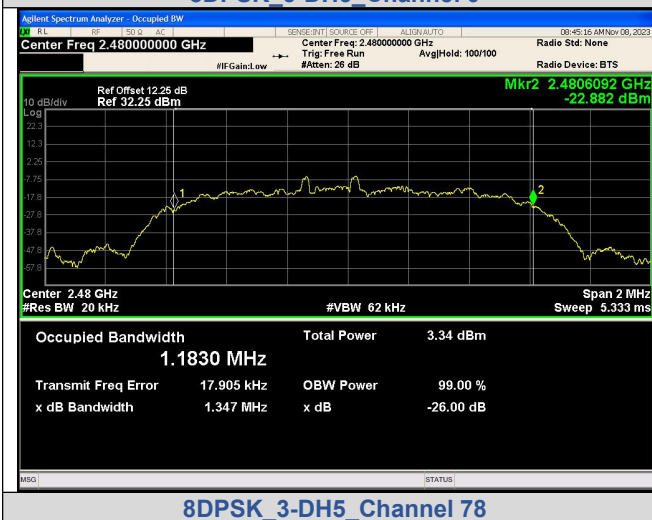 Agilent Spectrum Analyzer - Occupied BW
RL RF 50 Ω AC SENSE:INT SOURCE OFF ALIGN AUTO 08:45:16 AM Nov 08, 2023
Center Freq 2.480000000 GHz
Center Freq: 2.480000000 GHz
Radio Std: None
Trig: Free Run Avg|Hold: 100/100
#IFGain:Low #Atten: 26 dB Radio Device: BTS
Mkr2 2.4806092 GHz
-22.882 dBm
Ref Offset 12.25 dB
10 dB/div Ref 32.25 dBm
Log
22.3
12.3
2.25
-7.75
-17.8
-27.8
-37.8
-47.8
-57.8
1
2
Center 2.48 GHz Span 2 MHz
#Res BW 20 kHz #VBW 62 kHz Sweep 5.333 ms
Occupied Bandwidth Total Power 3.34 dBm
1.1830 MHz
Transmit Freq Error 17.905 kHz OBW Power 99.00 %
x dB Bandwidth 1.347 MHz x dB -26.00 dB
MSG STATUS
8DPSK_3-DH5_Channel 78